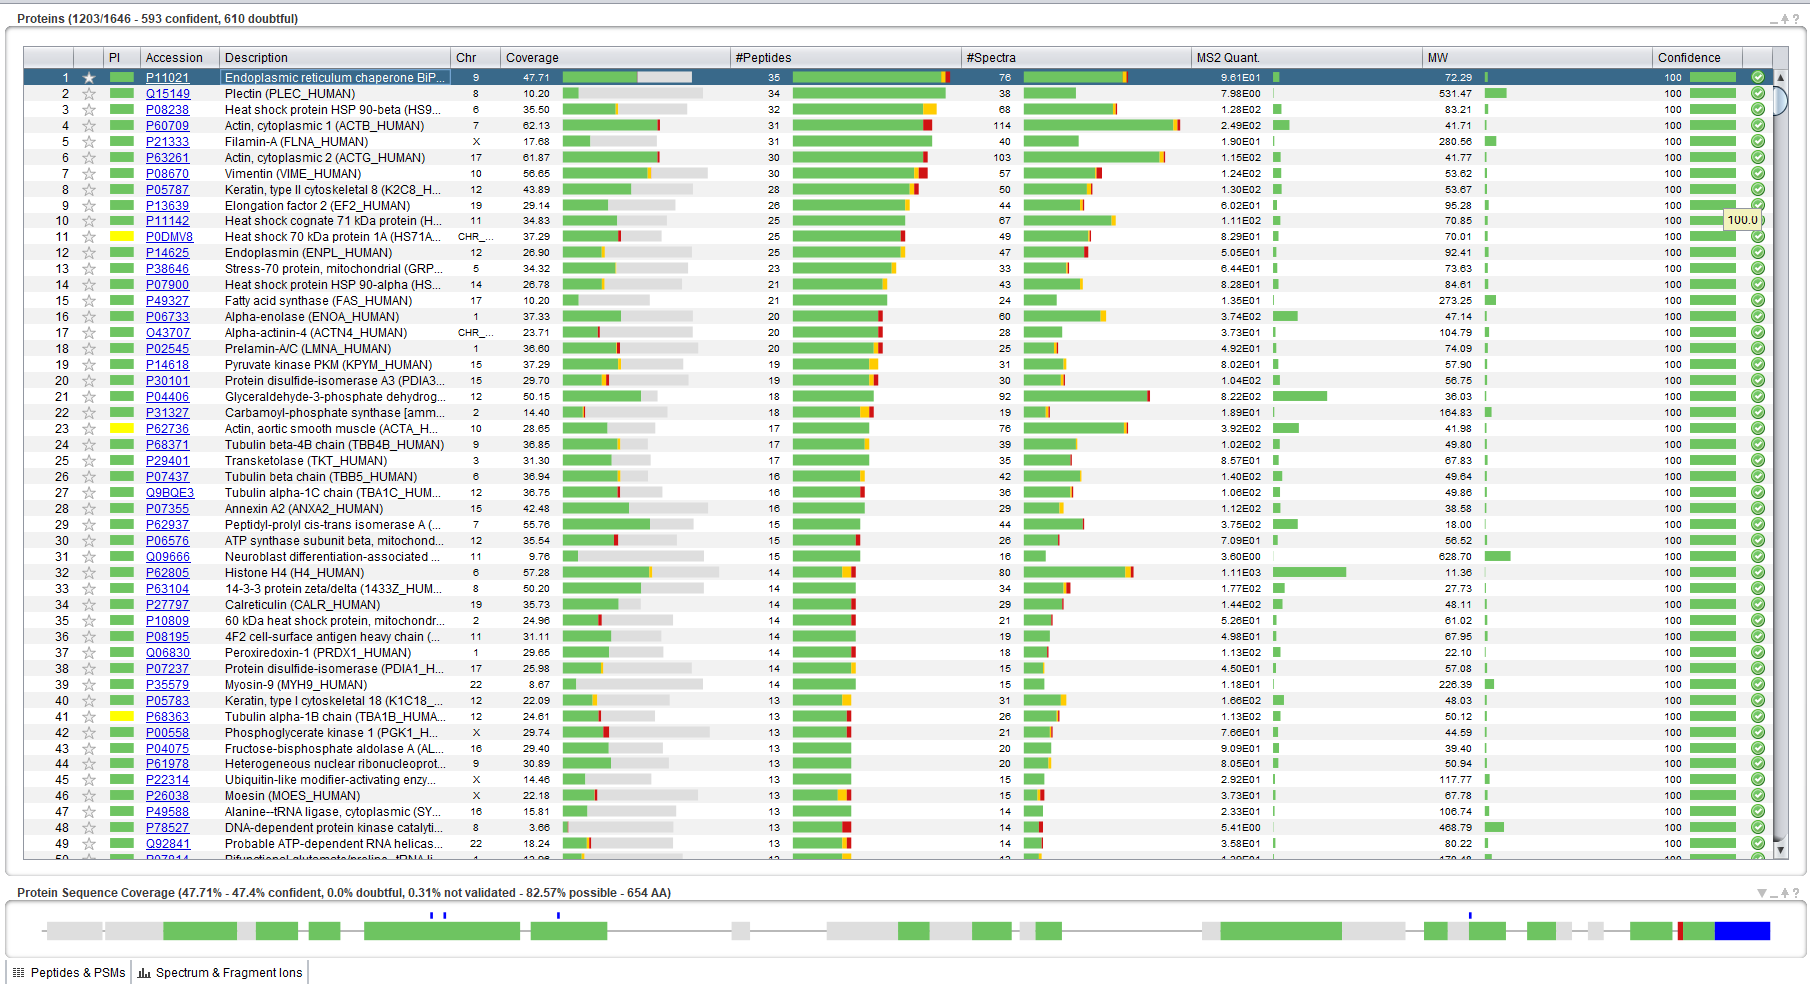 Proteins (1203/1646 - 593 confident, 610 doubtful)
PI Accession Description Chr Coverage #Peptides #Spectra MS2 Quant. MW Confidence
1 P11021 Endoplasmic reticulum chaperone BiP... 9 47.71 35 76 9.61E01 72.29 100
2 Q15149 Plectin (PLEC_HUMAN) 8 10.20 34 38 7.98E00 531.47 100
3 P08238 Heat shock protein HSP 90-beta (HS9... 6 35.50 32 68 1.28E02 83.21 100
4 P60709 Actin, cytoplasmic 1 (ACTB_HUMAN) 7 62.13 31 114 2.49E02 41.71 100
5 P21333 Filamin-A (FLNA_HUMAN) X 17.68 31 40 1.90E01 280.56 100
6 P63261 Actin, cytoplasmic 2 (ACTG_HUMAN) 17 61.87 30 103 1.15E02 41.77 100
7 P08670 Vimentin (VIME_HUMAN) 10 56.65 30 57 1.24E02 53.62 100
8 P05787 Keratin, type II cytoskeletal 8 (K2C8_H... 12 43.89 28 50 1.30E02 53.67 100
9 P13639 Elongation factor 2 (EF2_HUMAN) 19 29.14 26 44 6.02E01 95.28 100
10 P11142 Heat shock cognate 71 kDa protein (H... 11 34.83 25 67 1.11E02 70.85 100 100.0
11 P0DMV8 Heat shock 70 kDa protein 1A (HS71A... CHR_... 37.29 25 49 8.29E01 70.01 100
12 P14625 Endoplasmin (ENPL_HUMAN) 12 26.90 25 47 5.05E01 92.41 100
13 P38646 Stress-70 protein, mitochondrial (GRP... 5 34.32 23 33 6.44E01 73.63 100
14 P07900 Heat shock protein HSP 90-alpha (HS... 14 26.78 21 43 8.28E01 84.61 100
15 P49327 Fatty acid synthase (FAS_HUMAN) 17 10.20 21 24 1.35E01 273.25 100
16 P06733 Alpha-enolase (ENOA_HUMAN) 1 37.33 20 60 3.74E02 47.14 100
17 O43707 Alpha-actinin-4 (ACTN4_HUMAN) CHR_... 23.71 20 28 3.73E01 104.79 100
18 P02545 Prelamin-A/C (LMNA_HUMAN) 1 36.60 20 25 4.92E01 74.09 100
19 P14618 Pyruvate kinase PKM (KPYM_HUMAN) 15 37.29 19 31 8.02E01 57.90 100
20 P30101 Protein disulfide-isomerase A3 (PDIA3... 15 29.70 19 30 1.04E02 56.75 100
21 P04406 Glyceraldehyde-3-phosphate dehydrog... 12 50.15 18 92 8.22E02 36.03 100
22 P31327 Carbamoyl-phosphate synthase [amm... 2 14.40 18 19 1.89E01 164.83 100
23 P62736 Actin, aortic smooth muscle (ACTA_H... 10 28.65 17 76 3.92E02 41.98 100
24 P68371 Tubulin beta-4B chain (TBB4B_HUMAN) 9 36.85 17 39 1.02E02 49.80 100
25 P29401 Transketolase (TKT_HUMAN) 3 31.30 17 35 8.57E01 67.83 100
26 P07437 Tubulin beta chain (TBB5_HUMAN) 6 36.94 16 42 1.40E02 49.64 100
27 Q9BQE3 Tubulin alpha-1C chain (TBA1C_HUM... 12 36.75 16 36 1.06E02 49.86 100
28 P07355 Annexin A2 (ANXA2_HUMAN) 15 42.48 16 29 1.12E02 38.58 100
29 P62937 Peptidyl-prolyl cis-trans isomerase A (... 7 55.76 15 44 3.75E02 18.00 100
30 P06576 ATP synthase subunit beta, mitochond... 12 35.54 15 26 7.09E01 56.52 100
31 Q09666 Neuroblast differentiation-associated ... 11 9.76 15 16 3.60E00 628.70 100
32 P62805 Histone H4 (H4_HUMAN) 6 57.28 14 80 1.11E03 11.36 100
33 P63104 14-3-3 protein zeta/delta (1433Z_HUM... 8 50.20 14 34 1.77E02 27.73 100
34 P27797 Calreticulin (CALR_HUMAN) 19 35.73 14 29 1.44E02 48.11 100
35 P10809 60 kDa heat shock protein, mitochondr... 2 24.96 14 21 5.26E01 61.02 100
36 P08195 4F2 cell-surface antigen heavy chain (... 11 31.11 14 19 4.98E01 67.95 100
37 Q06830 Peroxiredoxin-1 (PRDX1_HUMAN) 1 29.65 14 18 1.13E02 22.10 100
38 P07237 Protein disulfide-isomerase (PDIA1_H... 17 25.98 14 15 4.50E01 57.08 100
39 P35579 Myosin-9 (MYH9_HUMAN) 22 8.67 14 15 1.18E01 226.39 100
40 P05783 Keratin, type I cytoskeletal 18 (K1C18_... 12 22.09 13 31 1.66E02 48.03 100
41 P68363 Tubulin alpha-1B chain (TBA1B_HUMA... 12 24.61 13 26 1.13E02 50.12 100
42 P00558 Phosphoglycerate kinase 1 (PGK1_H... X 29.74 13 21 7.66E01 44.59 100
43 P04075 Fructose-bisphosphate aldolase A (AL... 16 29.40 13 20 9.09E01 39.40 100
44 P61978 Heterogeneous nuclear ribonucleoprot... 9 30.89 13 20 8.05E01 50.94 100
45 P22314 Ubiquitin-like modifier-activating enzy... X 14.46 13 15 2.92E01 117.77 100
46 P26038 Moesin (MOES_HUMAN) X 22.18 13 15 3.73E01 67.78 100
47 P49588 Alanine--tRNA ligase, cytoplasmic (SY... 16 15.81 13 14 2.33E01 106.74 100
48 P78527 DNA-dependent protein kinase catalyti... 8 3.66 13 14 5.41E00 468.79 100
49 Q92841 Probable ATP-dependent RNA helicas... 22 18.24 13 14 3.58E01 80.22 100
Protein Sequence Coverage (47.71% - 47.4% confident, 0.0% doubtful, 0.31% not validated - 82.57% possible - 654 AA)
Peptides & PSMs Spectrum & Fragment Ions